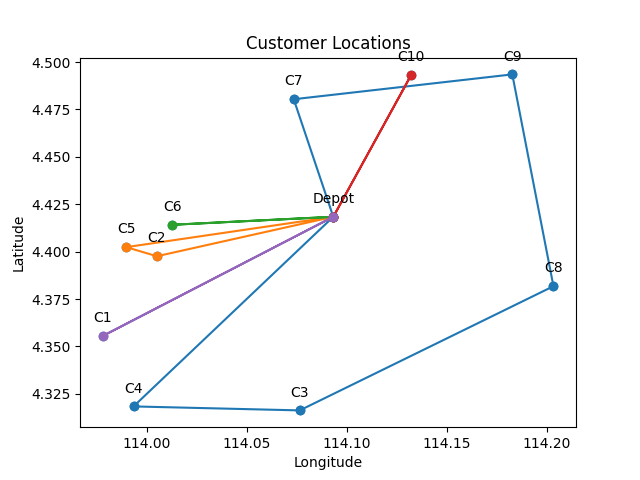 Customer Locations
4.500
4.475
4.450
4.425
4.400
4.375
4.350
4.325
Latitude
C10
C9
C7
Depot
C6
C5
C2
C8
C1
C4
C3
114.00
114.05
114.10
114.15
114.20
Longitude